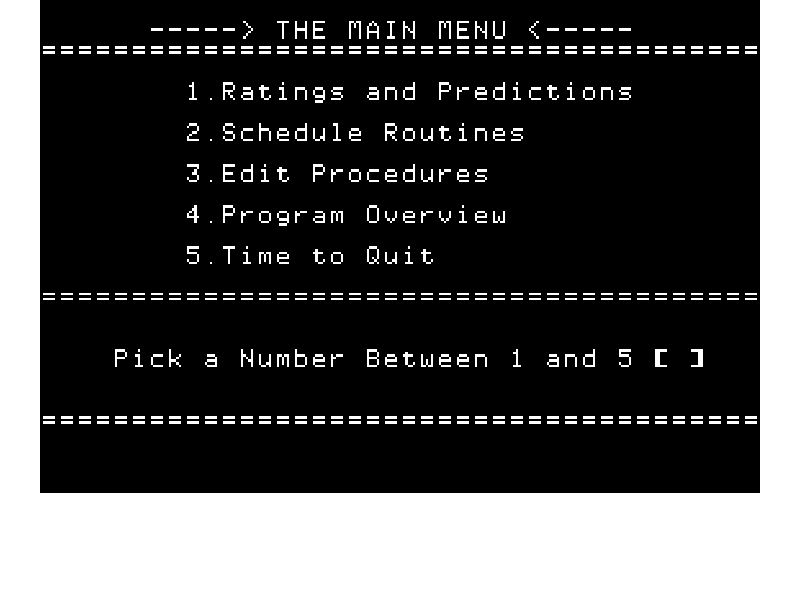 -----> THE MAIN MENU <-----
========================================
1.Ratings and Predictions
2.Schedule Routines
3.Edit Procedures
4.Program Overview
5.Time to Quit
========================================
Pick a Number Between 1 and 5 [ ]
========================================